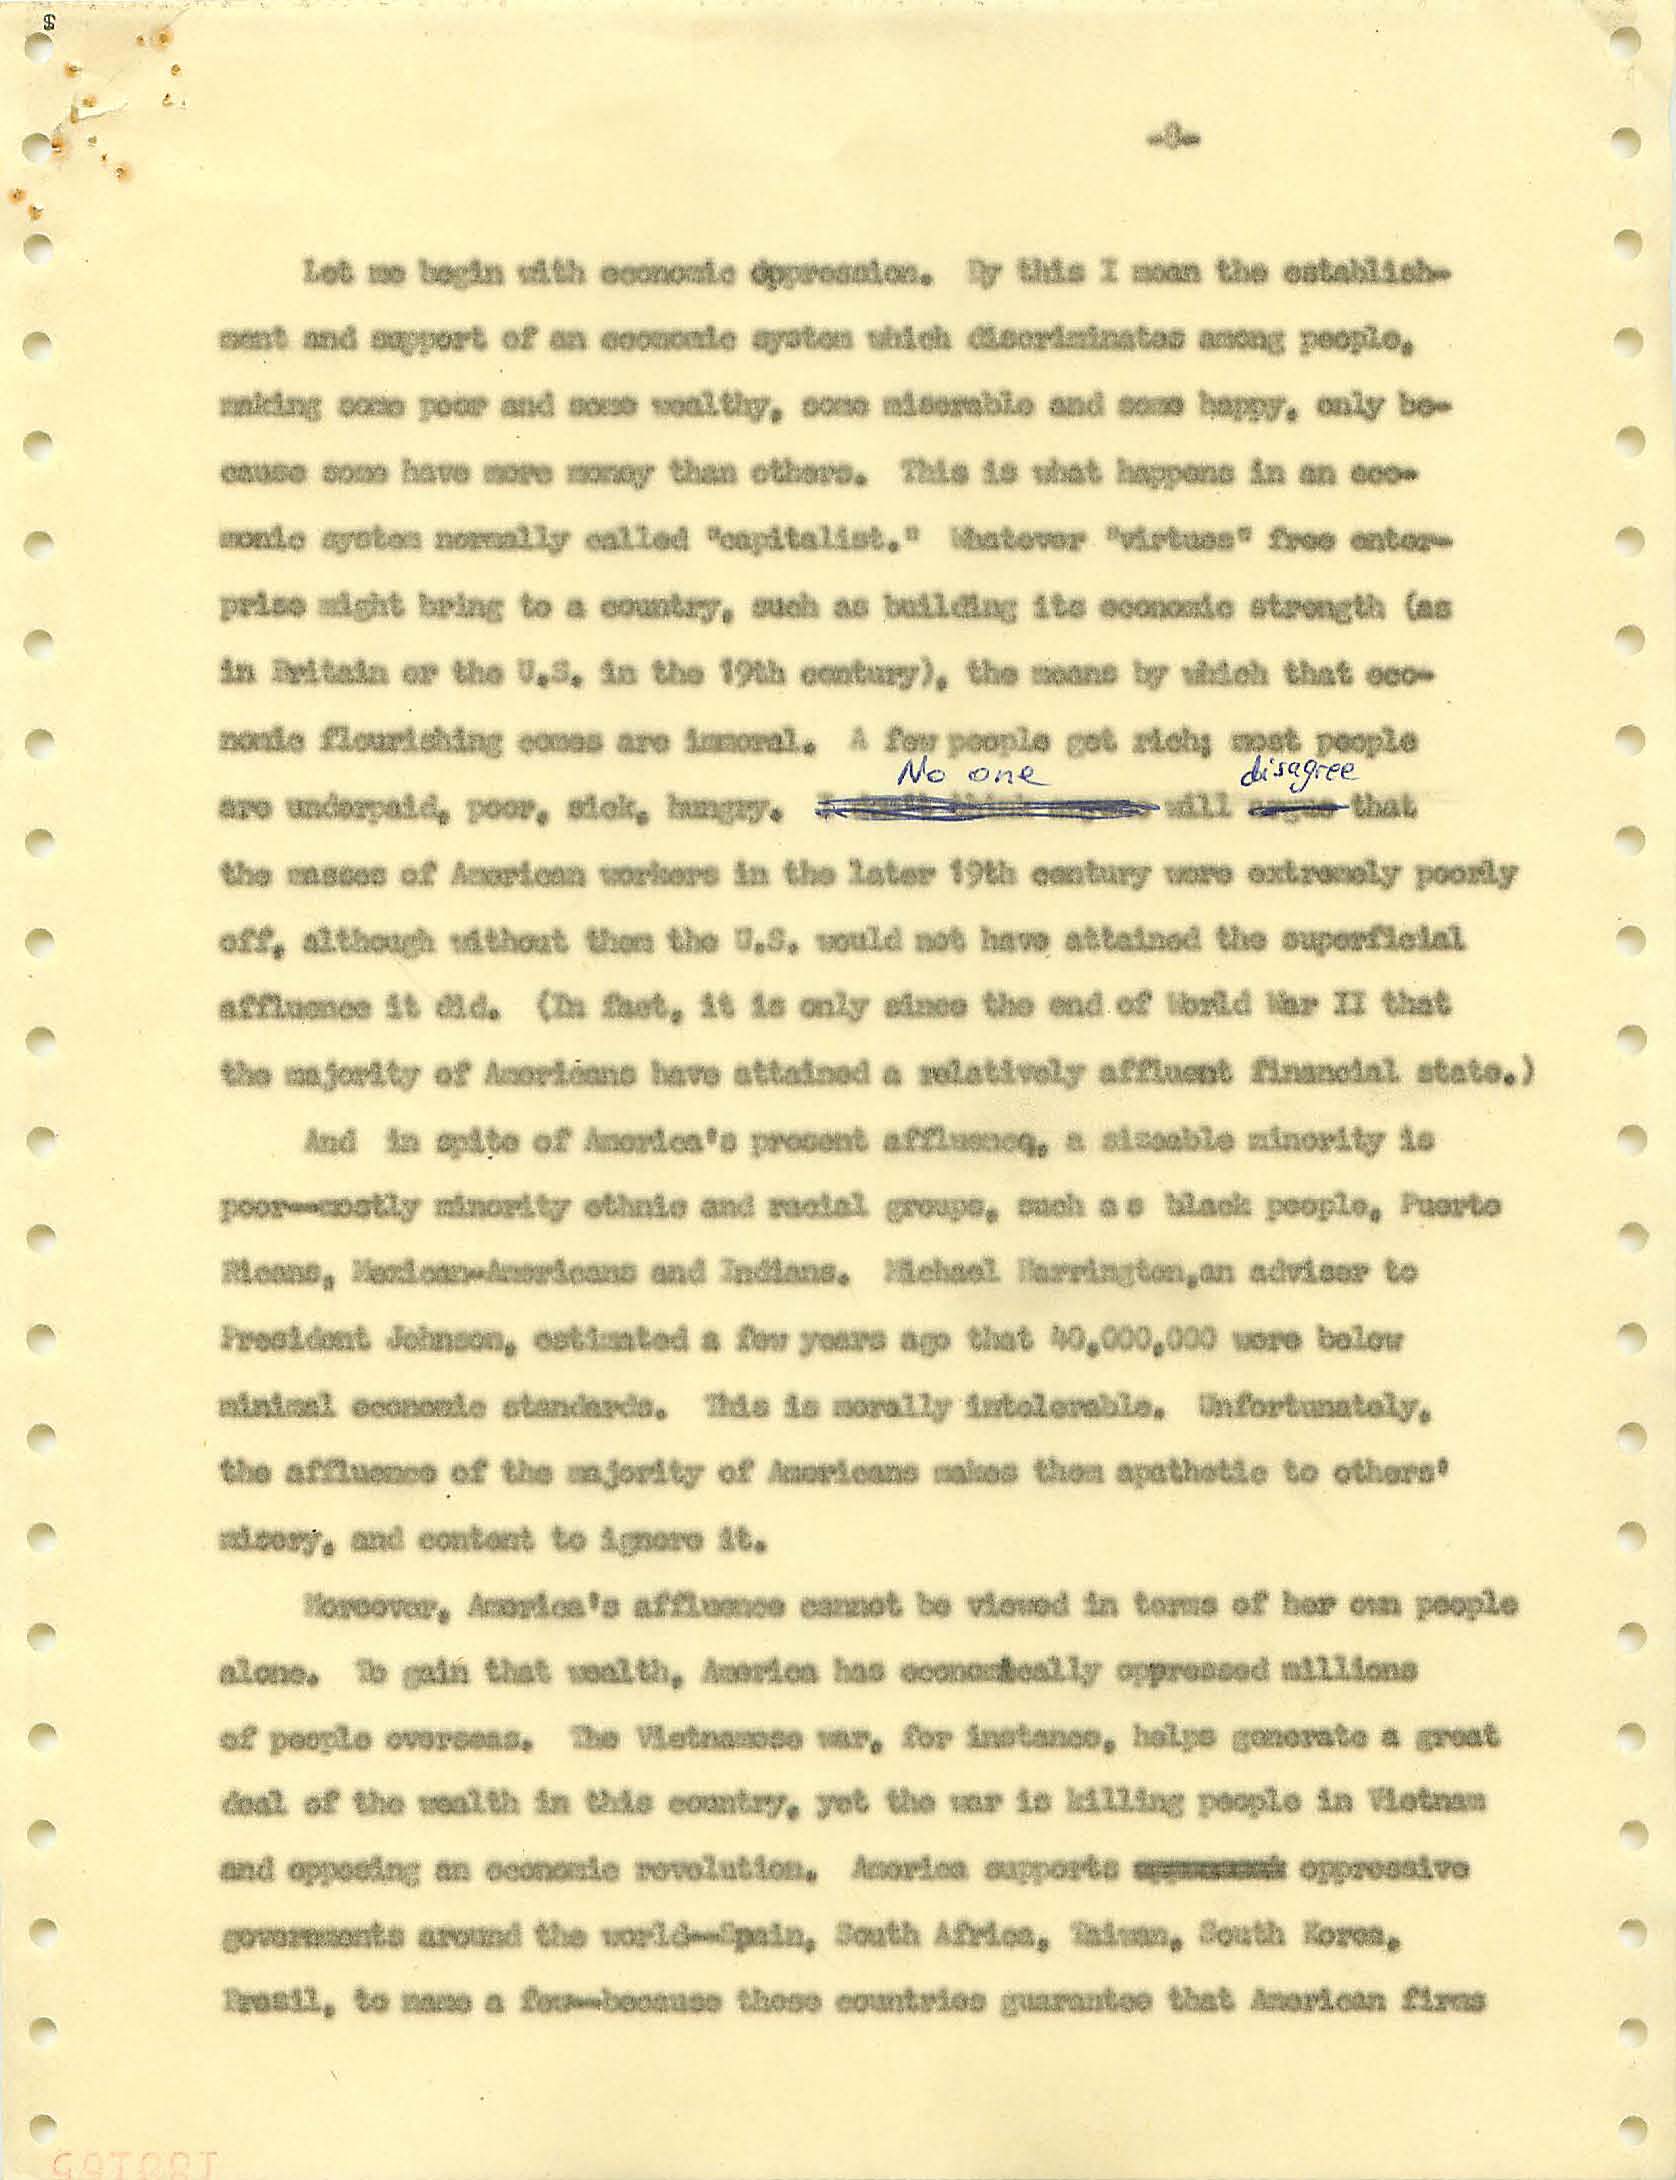 -8-
Let me begin with economic oppression. By this I mean the establish-
ment and support of an economic system which discriminates among people,
making some poor and some wealthy, some miserable and some happy, only be-
cause some have more money than others. This is what happens in an eco-
nomic system normally called "capitalist." Whatever "virtues" free enter-
prise might bring to a country, such as building its economic strength (as
in Britain or the U.S. in the 19th century), the means by which that eco-
nomic flourishing comes are immoral. A few people get rich; most people
No one disagree
are underpaid, poor, sick, hungry. will argue that
the masses of American workers in the later 19th century were extremely poorly
off, although without them the U.S. would not have attained the superficial
affluence it did. (In fact, it is only since the end of World War II that
the majority of Americans have attained a relatively affluent financial state.)
And in spite of America's present affluence, a sizeable minority is
poor--mostly minority ethnic and racial groups, such a s black people, Puerto
Ricans, Mexican-Americans and Indians. Michael Harrington,an advisor to
President Johnson, estimated a few years ago that 40,000,000 were below
minimal economic standards. This is morally intolerable. Unfortunately,
the affluence of the majority of Americans makes them apathetic to others'
misery, and content to ignore it.
Moreover, America's affluence cannot be viewed in terms of her own people
alone. To gain that wealth, America has economically oppressed millions
of people overseas. The Vietnamese war, for instance, helps generate a great
deal of the wealth in this country, yet the war is killing people in Vietnam
and opposing an economic revolution. America supports oppressive
governments around the world--Spain, South Africa, Taiwan, South Korea,
Brasil, to name a few--because those countries guarantee that American firms